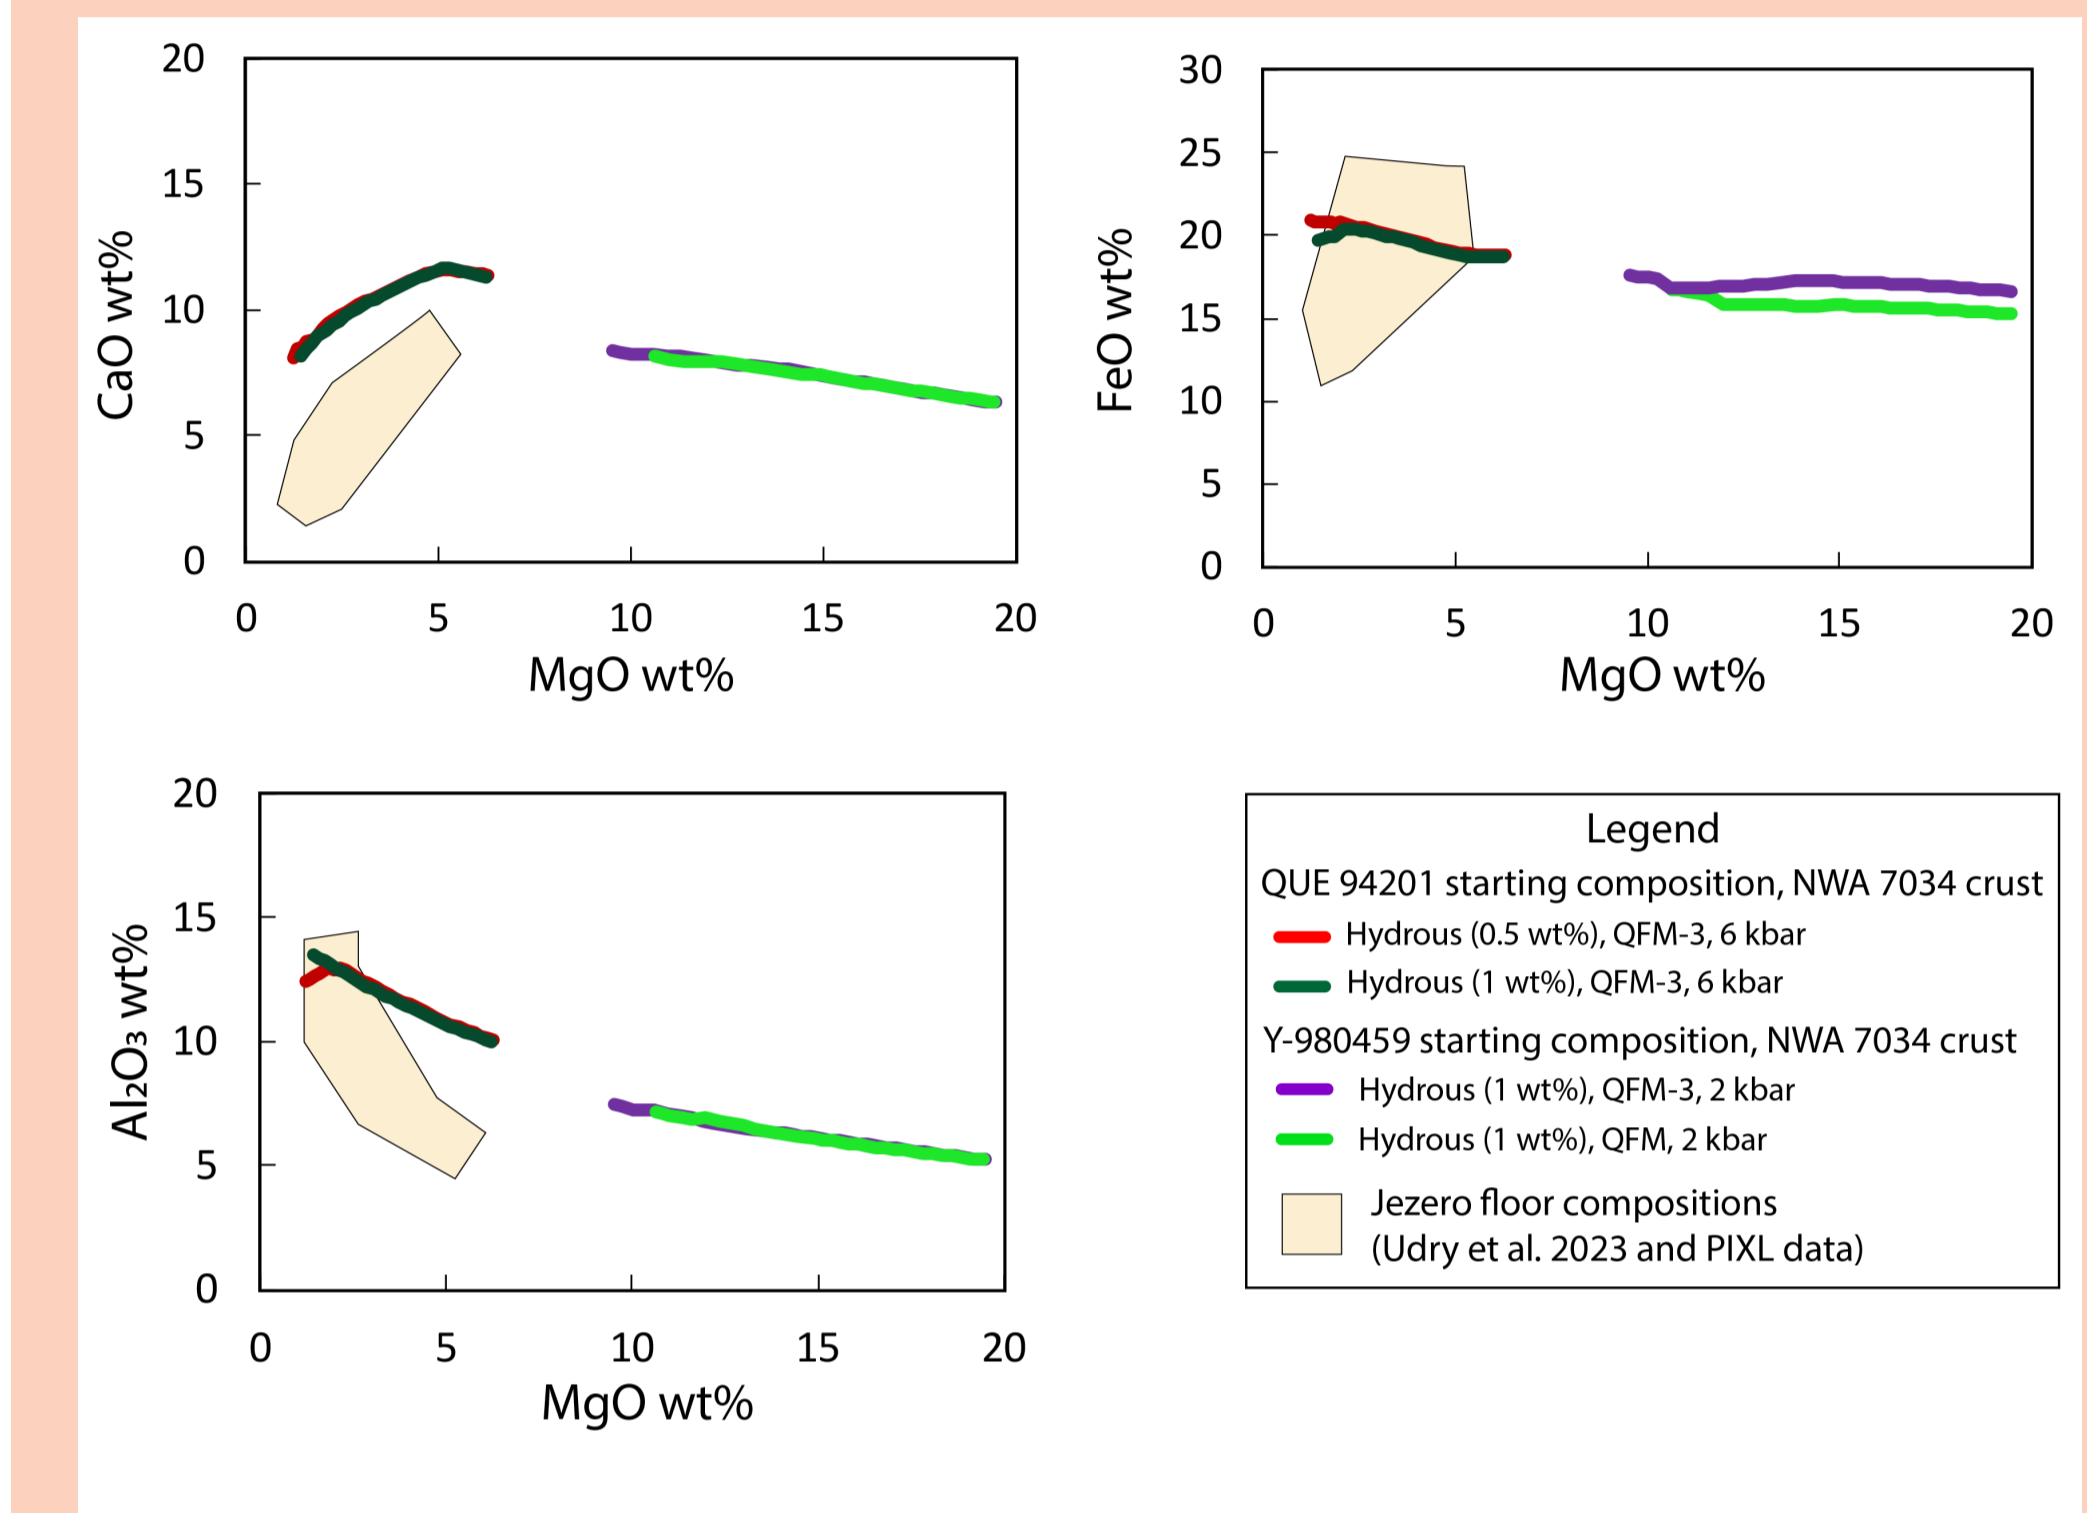 20
15
10
5
0
CaO wt%
0 5 10 15 20
MgO wt%
30
25
20
15
10
5
0
FeO wt%
0 5 10 15 20
MgO wt%
20
15
10
5
0
Al₂O₃ wt%
0 5 10 15 20
MgO wt%
Legend
QUE 94201 starting composition, NWA 7034 crust
Hydrous (0.5 wt%), QFM-3, 6 kbar
Hydrous (1 wt%), QFM-3, 6 kbar
Y-980459 starting composition, NWA 7034 crust
Hydrous (1 wt%), QFM-3, 2 kbar
Hydrous (1 wt%), QFM, 2 kbar
Jezero floor compositions
(Udry et al. 2023 and PIXL data)